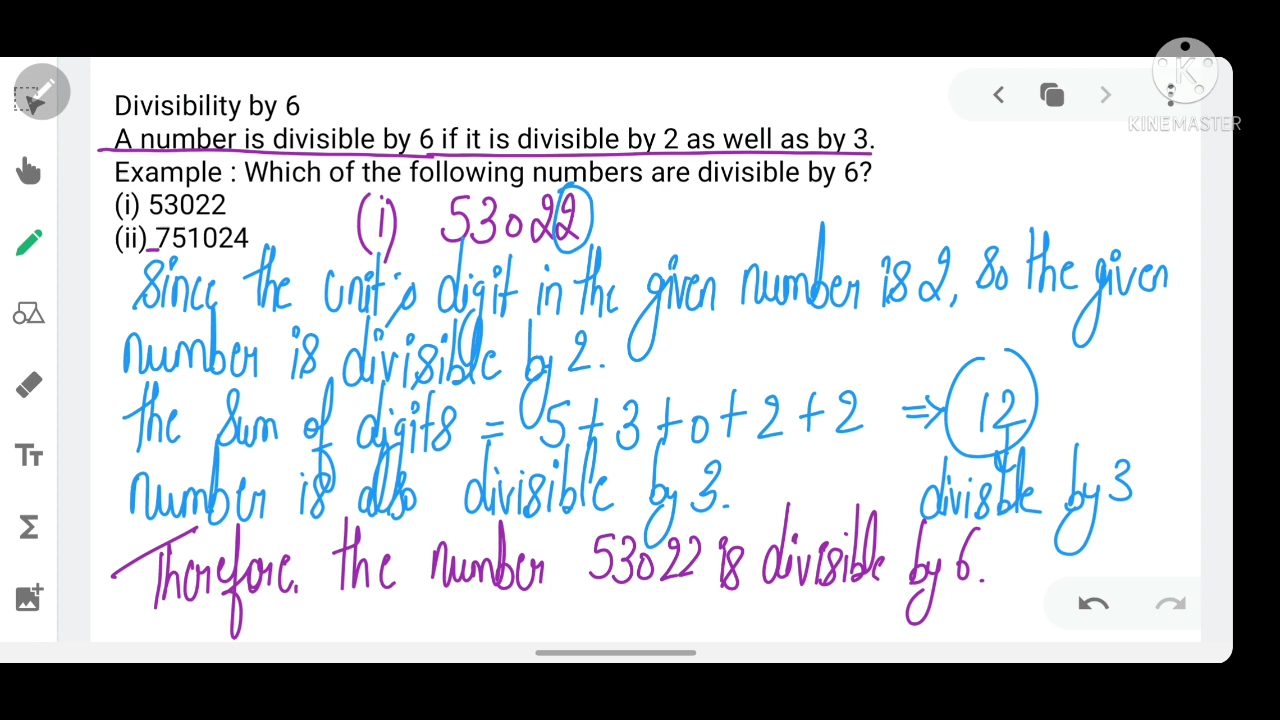 Divisibility by 6
A number is divisible by 6 if it is divisible by 2 as well as by 3.
Example : Which of the following numbers are divisible by 6?
(i) 53022
(ii) 751024
(i) 53022
Since the unit's digit in the given number is 2, so the given
number is divisible by 2.
the sum of digits = 5 + 3 + 0 + 2 + 2 ⇒ 12
number is also divisible by 3. divisble by 3
Therefore. the number 53022 is divisible by 6.
KINEMASTER
K
TT
Σ